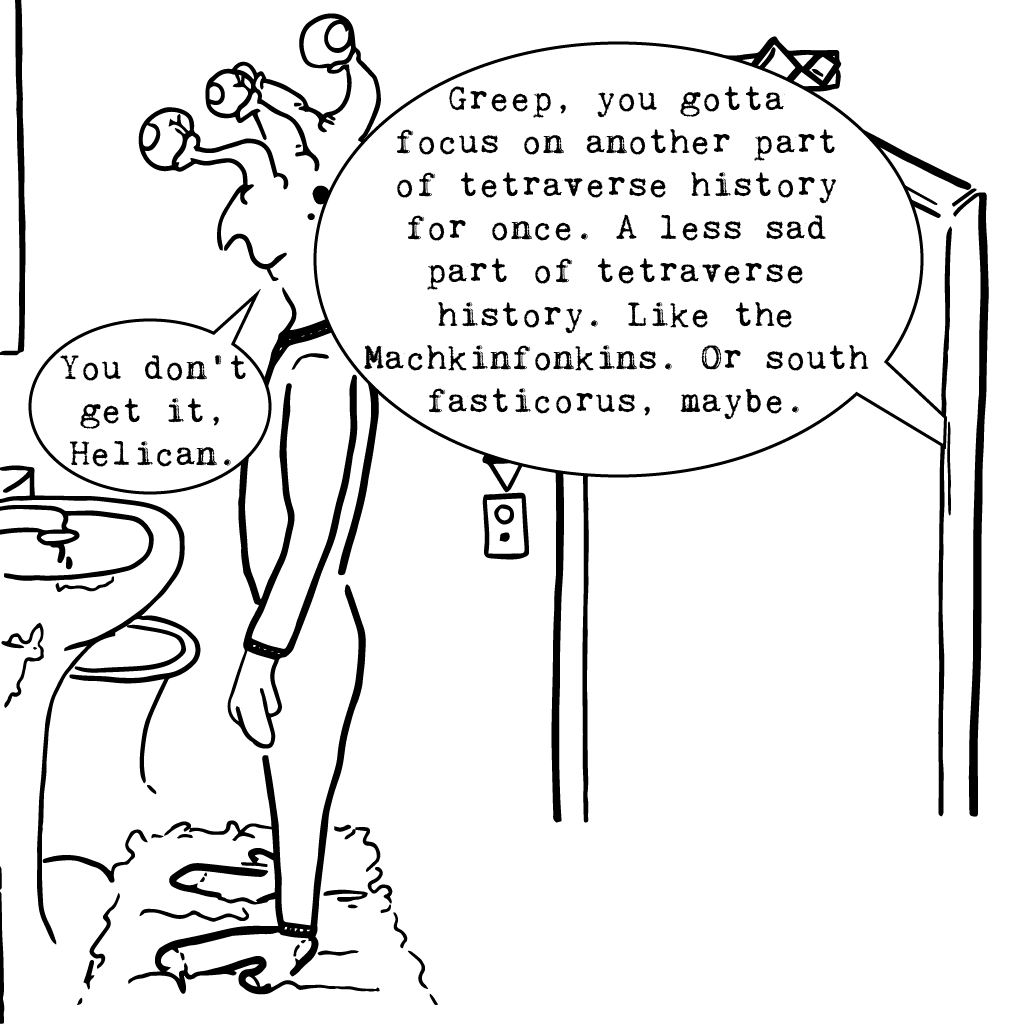 Greep, you gotta
focus on another part
of tetraverse history
for once. A less sad
part of tetraverse
history. Like the
Machkinfonkins. Or south
fasticorus, maybe.
You don't
get it,
Helican.